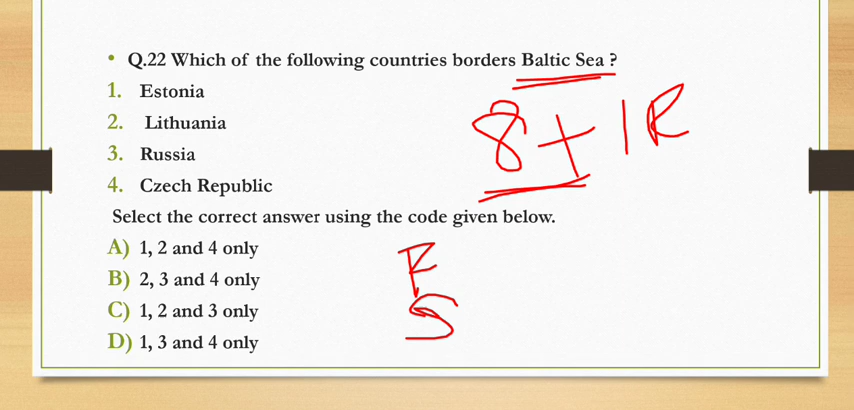 • Q.22 Which of the following countries borders Baltic Sea ?
1. Estonia
2. Lithuania
3. Russia
4. Czech Republic
Select the correct answer using the code given below.
A) 1, 2 and 4 only
B) 2, 3 and 4 only
C) 1, 2 and 3 only
D) 1, 3 and 4 only
8+1R
F
S